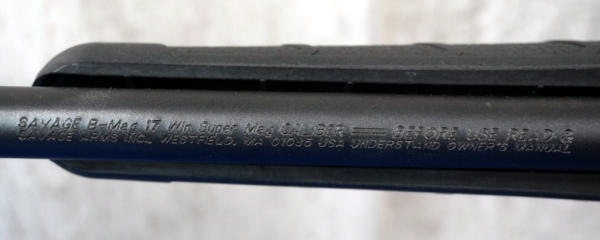 SAVAGE B-Mag 17 Win Super Mag CALIBER BEFORE USE READ &
SAVAGE ARMS INC., WESTFIELD, MA 01085 USA UNDERSTAND OWNER'S MANUAL